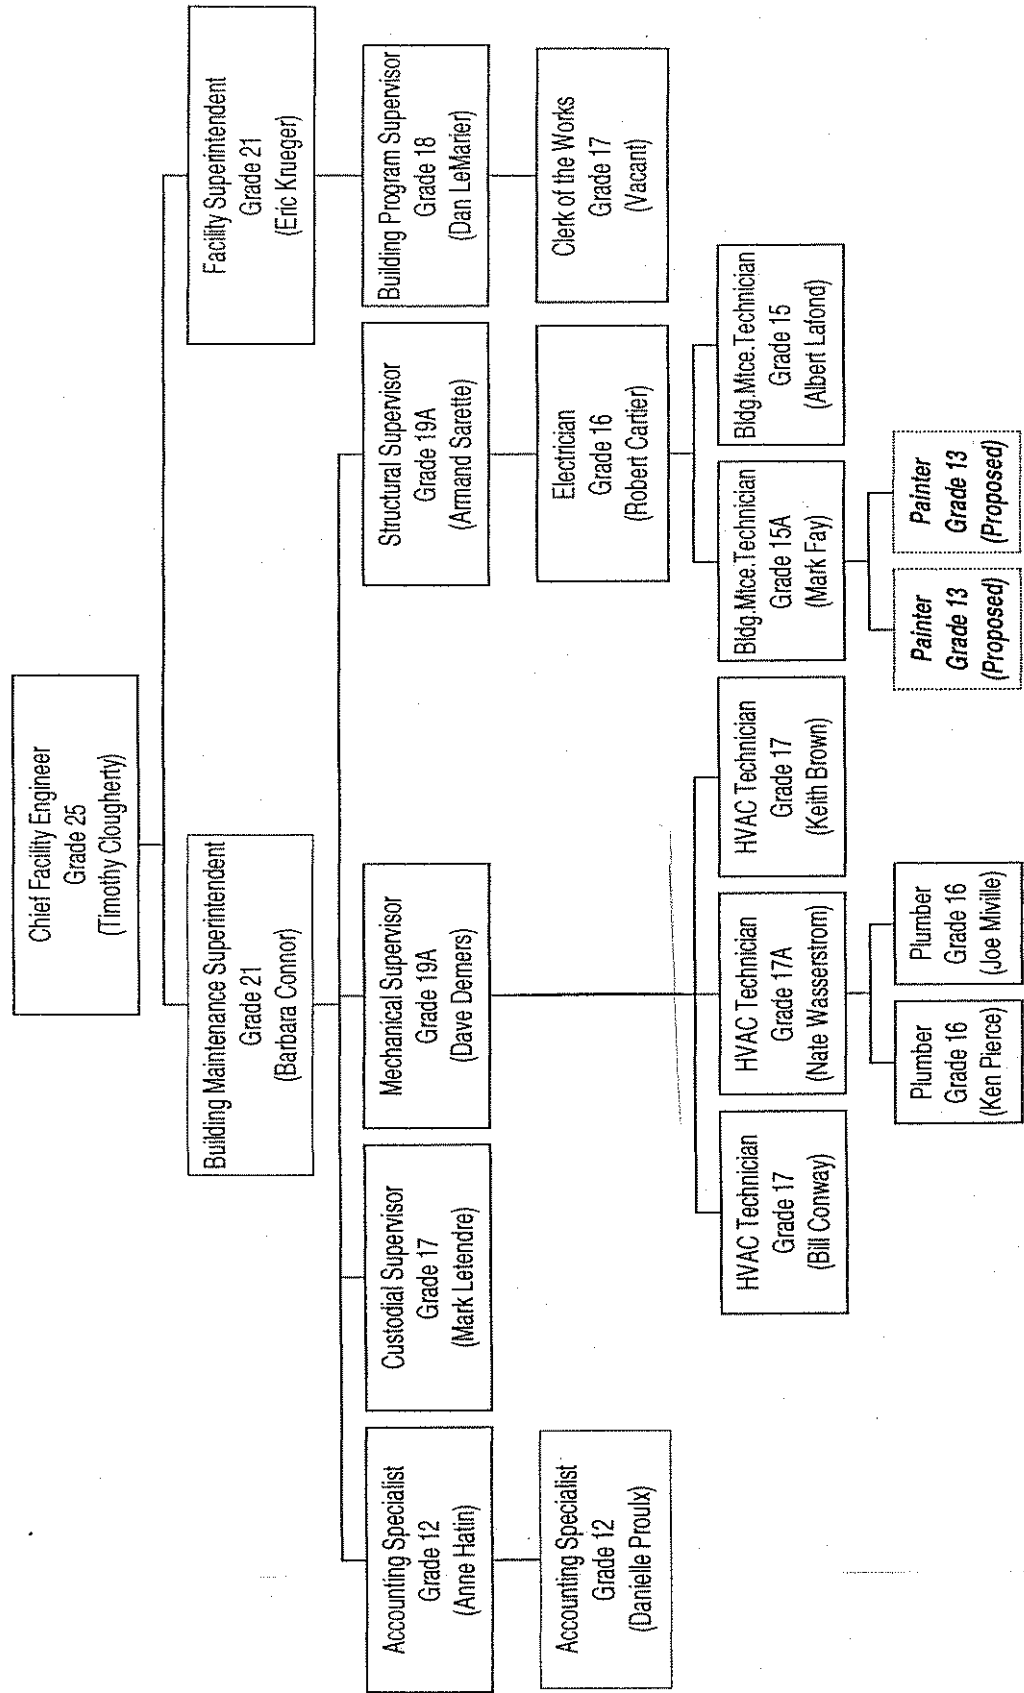 Chief Facility Engineer
Grade 25
(Timothy Clougherty)
Building Maintenance Superintendent
Grade 21
(Barbara Connor)
Facility Superintendent
Grade 21
(Eric Krueger)
Accounting Specialist
Grade 12
(Anne Hatin)
Custodial Supervisor
Grade 17
(Mark Letendre)
Mechanical Supervisor
Grade 19A
(Dave Demers)
Structural Supervisor
Grade 19A
(Armand Sarette)
Building Program Supervisor
Grade 18
(Dan LeMarier)
Accounting Specialist
Grade 12
(Danielle Proulx)
Electrician
Grade 16
(Robert Cartier)
Clerk of the Works
Grade 17
(Vacant)
HVAC Technician
Grade 17
(Bill Conway)
HVAC Technician
Grade 17A
(Nate Wasserstrom)
HVAC Technician
Grade 17
(Keith Brown)
Bldg.Mtce.Technician
Grade 15A
(Mark Fay)
Bldg.Mtce.Technician
Grade 15
(Albert Lafond)
Plumber
Grade 16
(Ken Pierce)
Plumber
Grade 16
(Joe Miville)
Painter
Grade 13
(Proposed)
Painter
Grade 13
(Proposed)